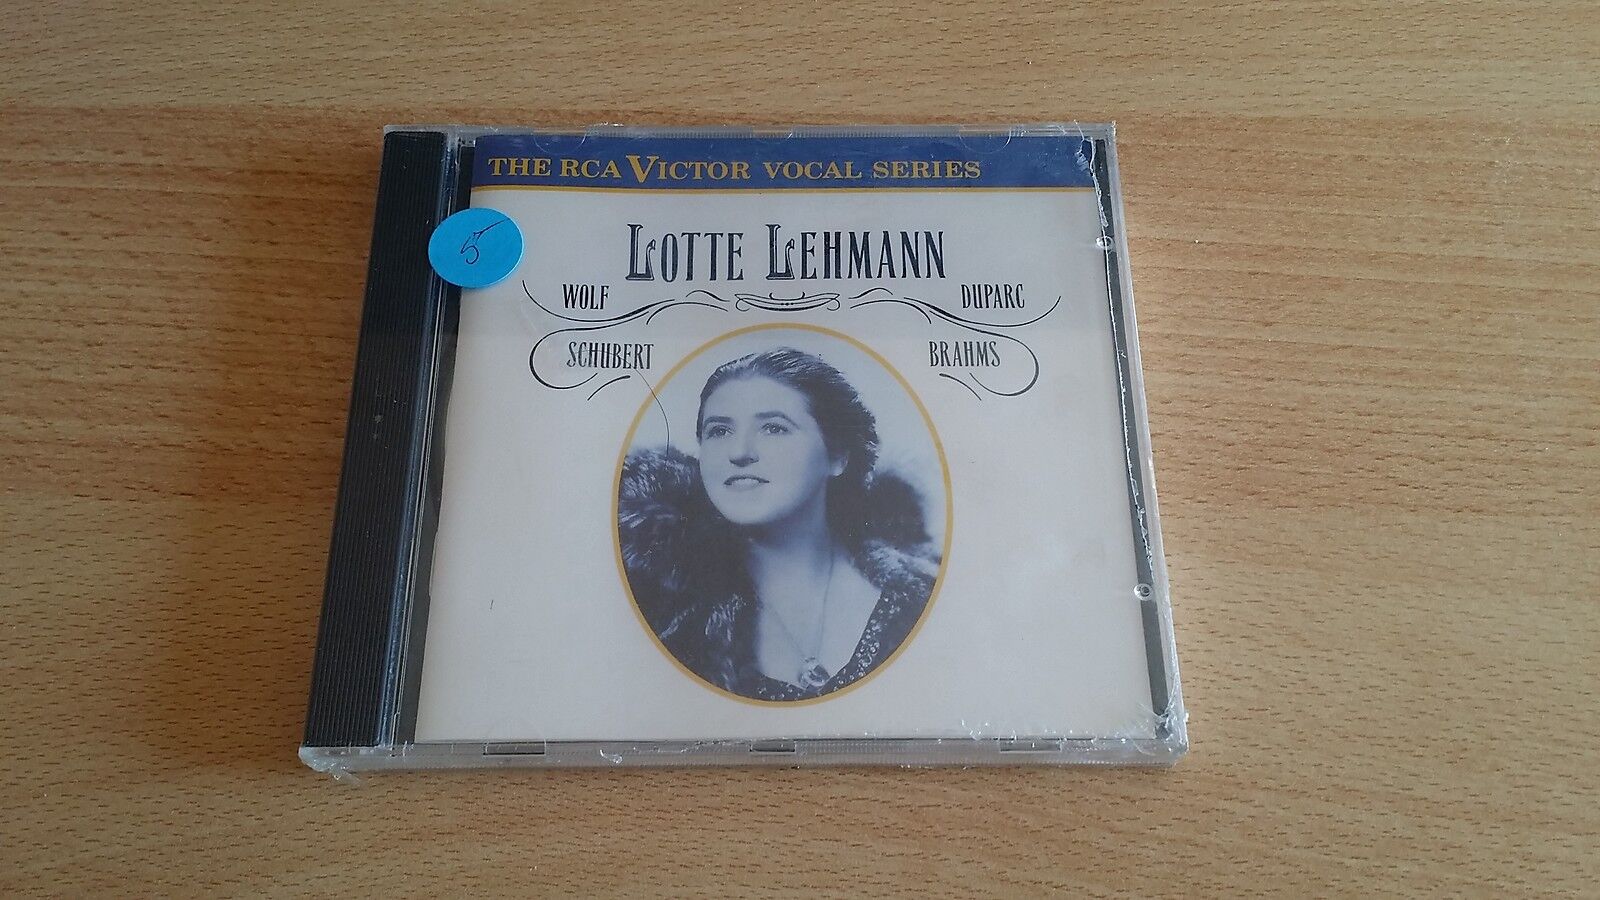 THE RCA VICTOR VOCAL SERIES
5
LOTTE LEHMANN
WOLF DUPARC
SCHUBERT BRAHMS